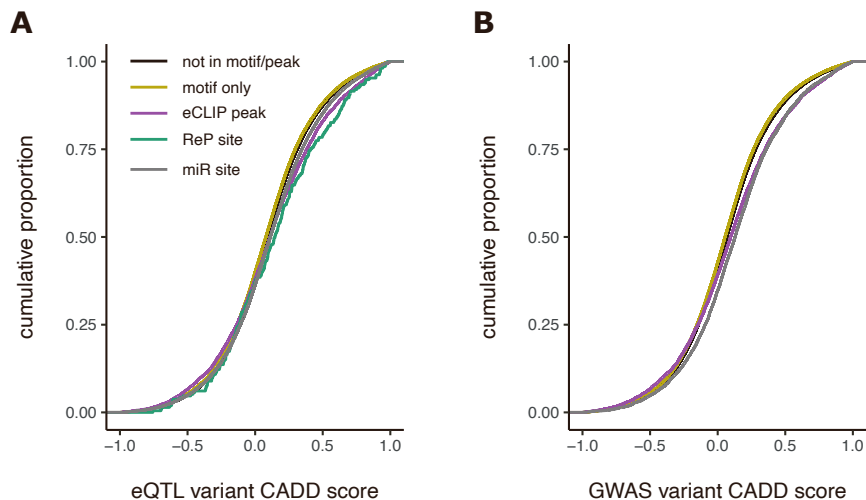 A
1.00
0.75
0.50
0.25
0.00
cumulative proportion
not in motif/peak
motif only
eCLIP peak
ReP site
miR site
−1.0 −0.5 0.0 0.5 1.0
eQTL variant CADD score
B
1.00
0.75
0.50
0.25
0.00
cumulative proportion
−1.0 −0.5 0.0 0.5 1.0
GWAS variant CADD score